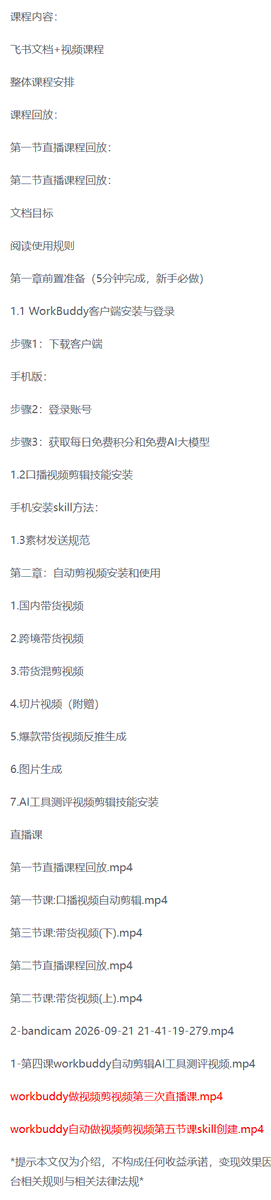 课程内容：
飞书文档+视频课程
整体课程安排
课程回放：
第一节直播课程回放：
第二节直播课程回放：
文档目标
阅读使用规则
第一章前置准备（5分钟完成，新手必做）
1.1 WorkBuddy客户端安装与登录
步骤1：下载客户端
手机版：
步骤2：登录账号
步骤3：获取每日免费积分和免费AI大模型
1.2口播视频剪辑技能安装
手机安装skill方法：
1.3素材发送规范
第二章：自动剪视频安装和使用
1.国内带货视频
2.跨境带货视频
3.带货混剪视频
4.切片视频（附赠）
5.爆款带货视频反推生成
6.图片生成
7.AI工具测评视频剪辑技能安装
直播课
第一节直播课程回放.mp4
第一节课:口播视频自动剪辑.mp4
第三节课:带货视频(下).mp4
第二节直播课程回放.mp4
第二节课:带货视频(上).mp4
2-bandicam 2026-09-21 21-41-19-279.mp4
1-第四课workbuddy自动剪辑AI工具测评视频.mp4
workbuddy做视频剪视频第三次直播课.mp4
workbuddy自动做视频剪视频第五节课skill创建.mp4
*提示本文仅为介绍，不构成任何收益承诺，变现效果因
台相关规则与相关法律法规*